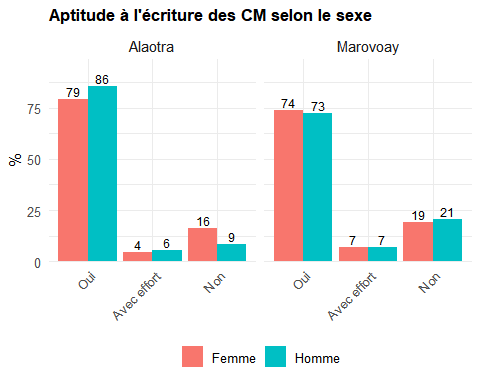 Aptitude à l'écriture des CM selon le sexe
Alaotra
Marovoay
%
75
50
25
0
79
86
4
6
16
9
74
73
7
7
19
21
Oui
Avec effort
Non
Oui
Avec effort
Non
Femme
Homme